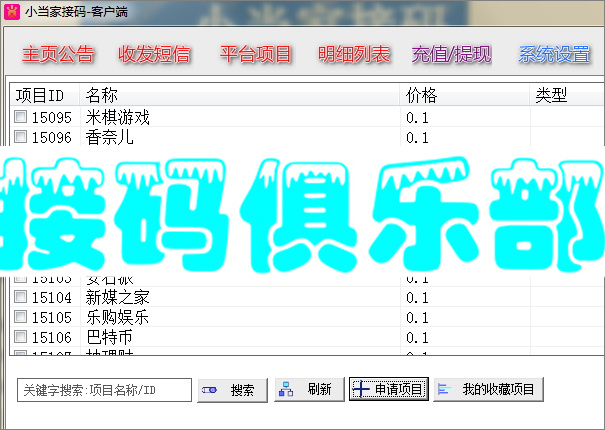 小当家接码-客户端
主页公告 收发短信 平台项目 明细列表 充值/提现 系统设置
项目ID 名称 价格 类型
15095 米棋游戏 0.1
15096 香奈儿 0.1
接码俱乐部
15103 0.1
15104 新媒之家 0.1
15105 乐购娱乐 0.1
15106 巴特币 0.1
关键字搜索:项目名称/ID 搜索 刷新 申请项目 我的收藏项目